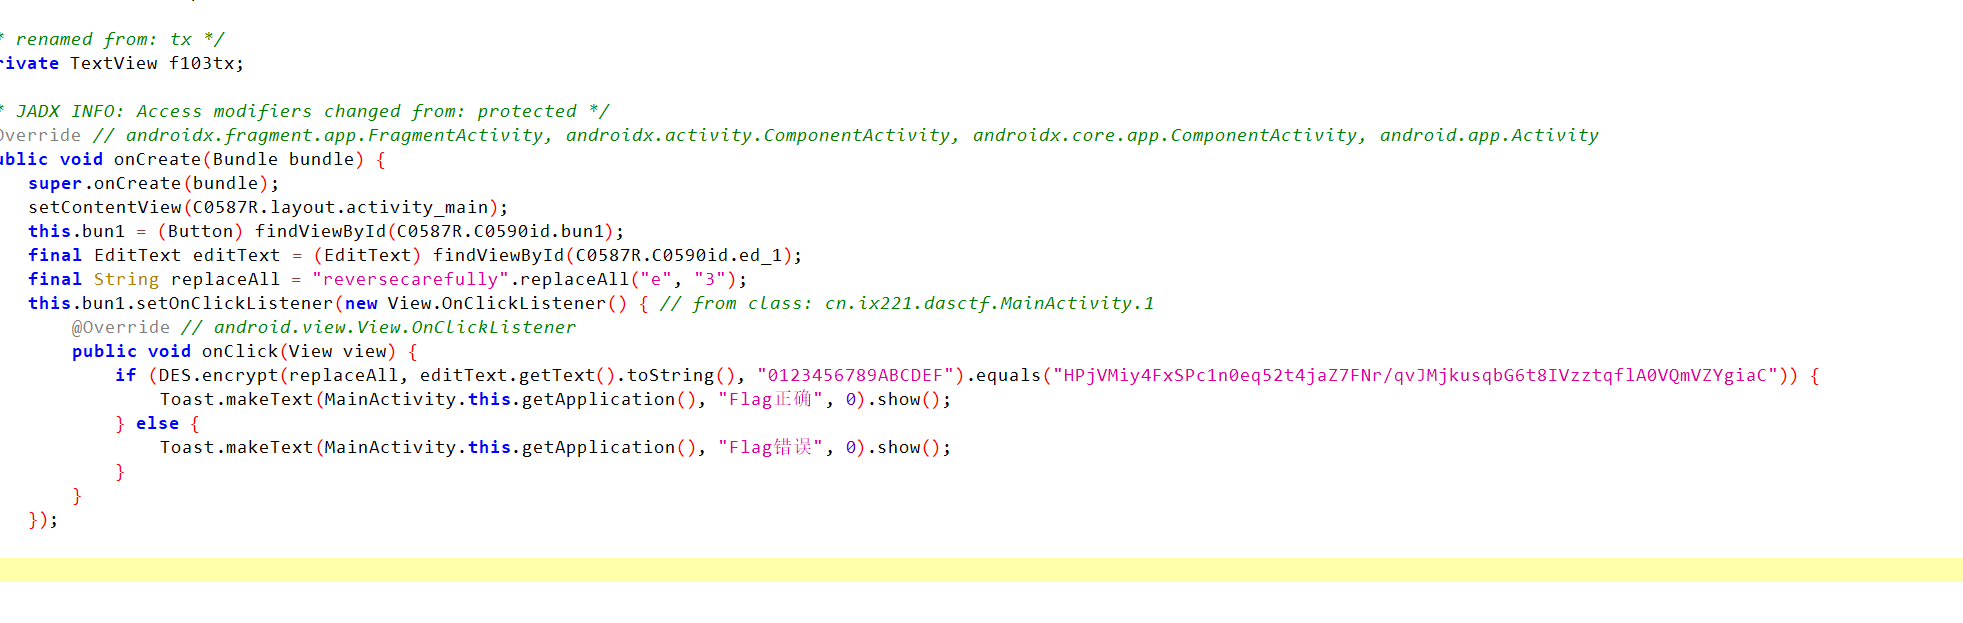 * renamed from: tx */
rivate TextView f103tx;
* JADX INFO: Access modifiers changed from: protected */
Override // androidx.fragment.app.FragmentActivity, androidx.activity.ComponentActivity, androidx.core.app.ComponentActivity, android.app.Activity
ublic void onCreate(Bundle bundle) {
super.onCreate(bundle);
setContentView(C0587R.layout.activity_main);
this.bun1 = (Button) findViewById(C0587R.C0590id.bun1);
final EditText editText = (EditText) findViewById(C0587R.C0590id.ed_1);
final String replaceAll = "reversecarefully".replaceAll("e", "3");
this.bun1.setOnClickListener(new View.OnClickListener() { // from class: cn.ix221.dasctf.MainActivity.1
@Override // android.view.View.OnClickListener
public void onClick(View view) {
if (DES.encrypt(replaceAll, editText.getText().toString(), "0123456789ABCDEF").equals("HPjVMiy4FxSPc1n0eq52t4jaZ7FNr/qvJMjkusqbG6t8IVzztqflA0VQmVZYgiaC")) {
Toast.makeText(MainActivity.this.getApplication(), "Flag正确", 0).show();
} else {
Toast.makeText(MainActivity.this.getApplication(), "Flag错误", 0).show();
}
}
});